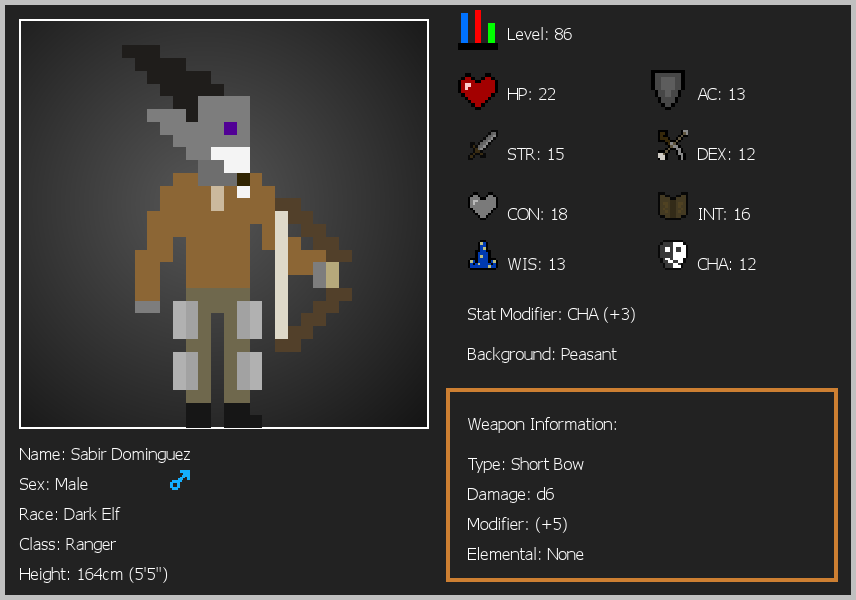 Level: 86
HP: 22
AC: 13
STR: 15
DEX: 12
CON: 18
INT: 16
WIS: 13
CHA: 12
Stat Modifier: CHA (+3)
Background: Peasant
Weapon Information:
Type: Short Bow
Damage: d6
Modifier: (+5)
Elemental: None
Name: Sabir Dominguez
Sex: Male
Race: Dark Elf
Class: Ranger
Height: 164cm (5'5")